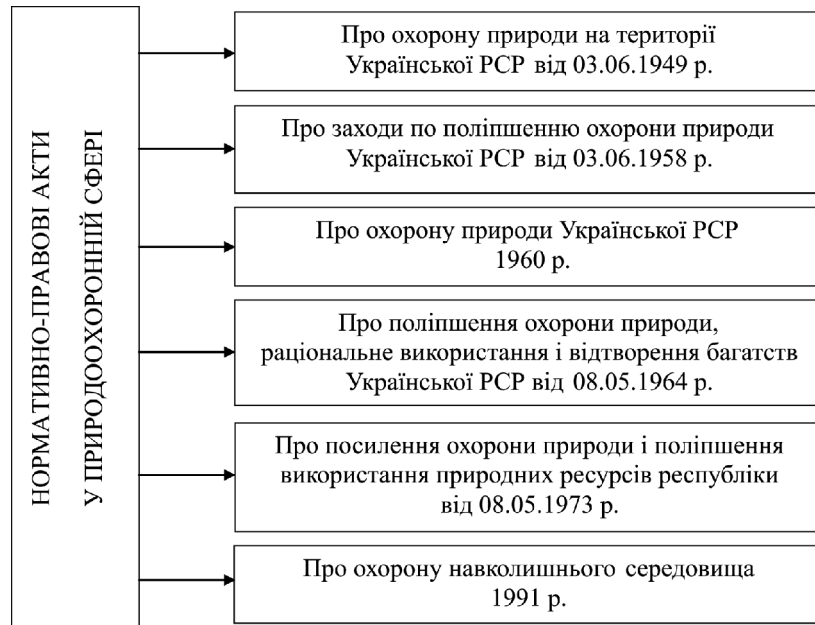 НОРМАТИВНО-ПРАВОВІ АКТИ
У ПРИРОДООХОРОННІЙ СФЕРІ
Про охорону природи на території
Української РСР від 03.06.1949 р.
Про заходи по поліпшенню охорони природи
Української РСР від 03.06.1958 р.
Про охорону природи Української РСР
1960 р.
Про поліпшення охорони природи,
раціональне використання і відтворення багатств
Української РСР від 08.05.1964 р.
Про посилення охорони природи і поліпшення
використання природних ресурсів республіки
від 08.05.1973 р.
Про охорону навколишнього середовища
1991 р.